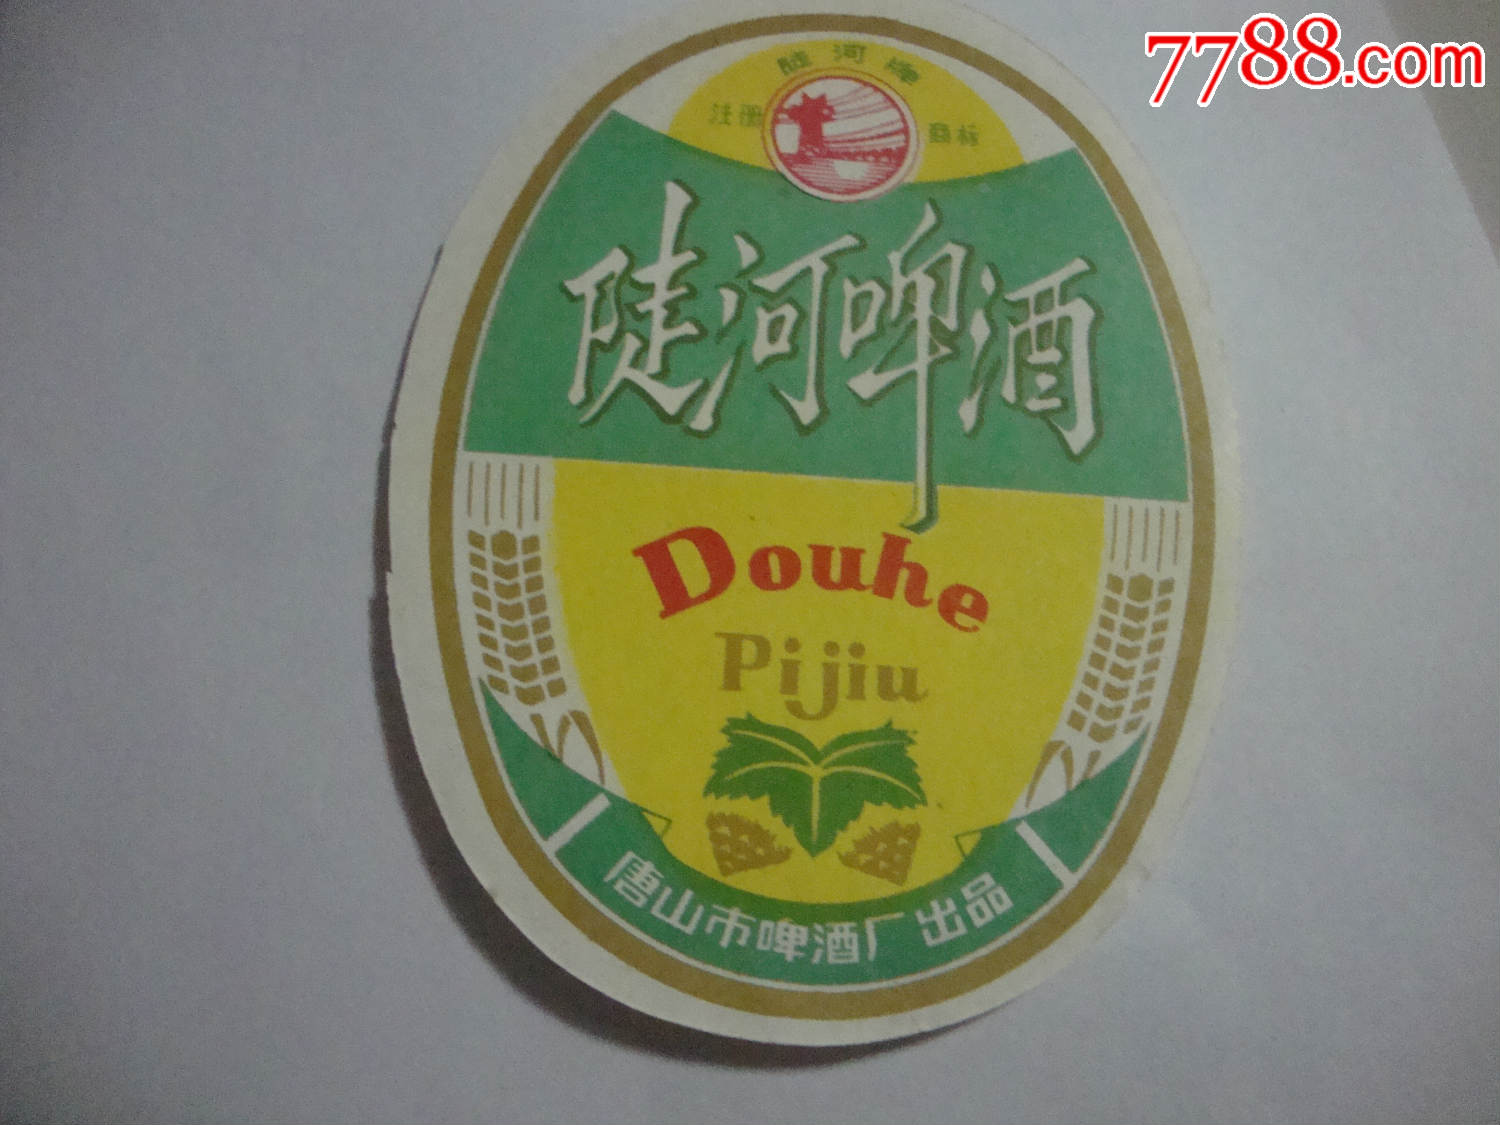 7788.com
陡河牌
注册 商标
陡河啤酒
Douhe
Pijiu
唐山市啤酒厂出品